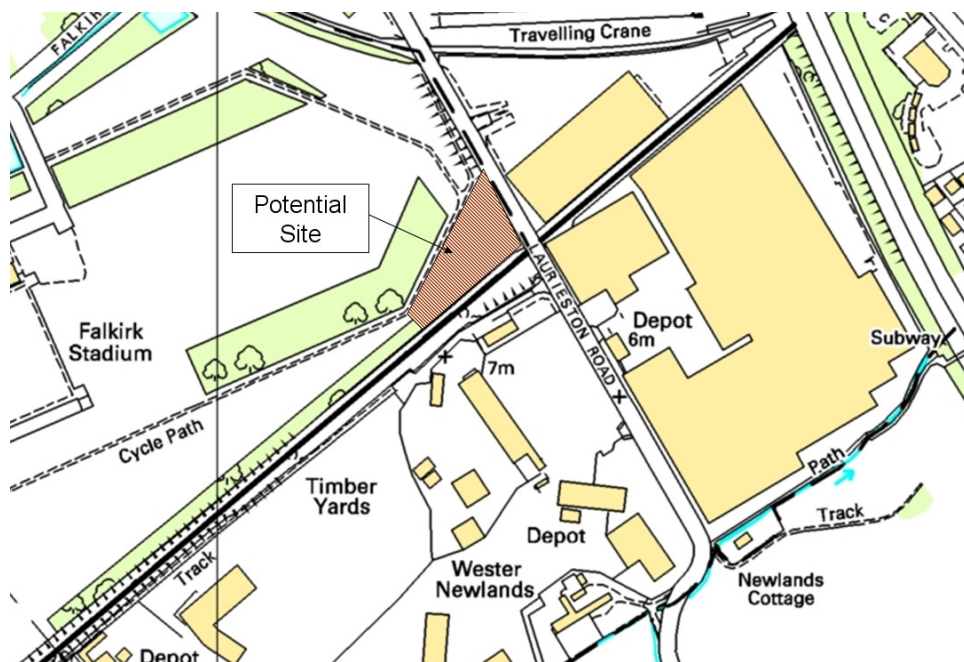 FALKIR
Travelling Crane
Potential
Site
LAURIESTON ROAD
Falkirk
Stadium
Depot
6m
Subway
7m
Cycle Path
Timber
Yards
Path
Track
Depot
Track
Wester
Newlands
Newlands
Cottage
Depot